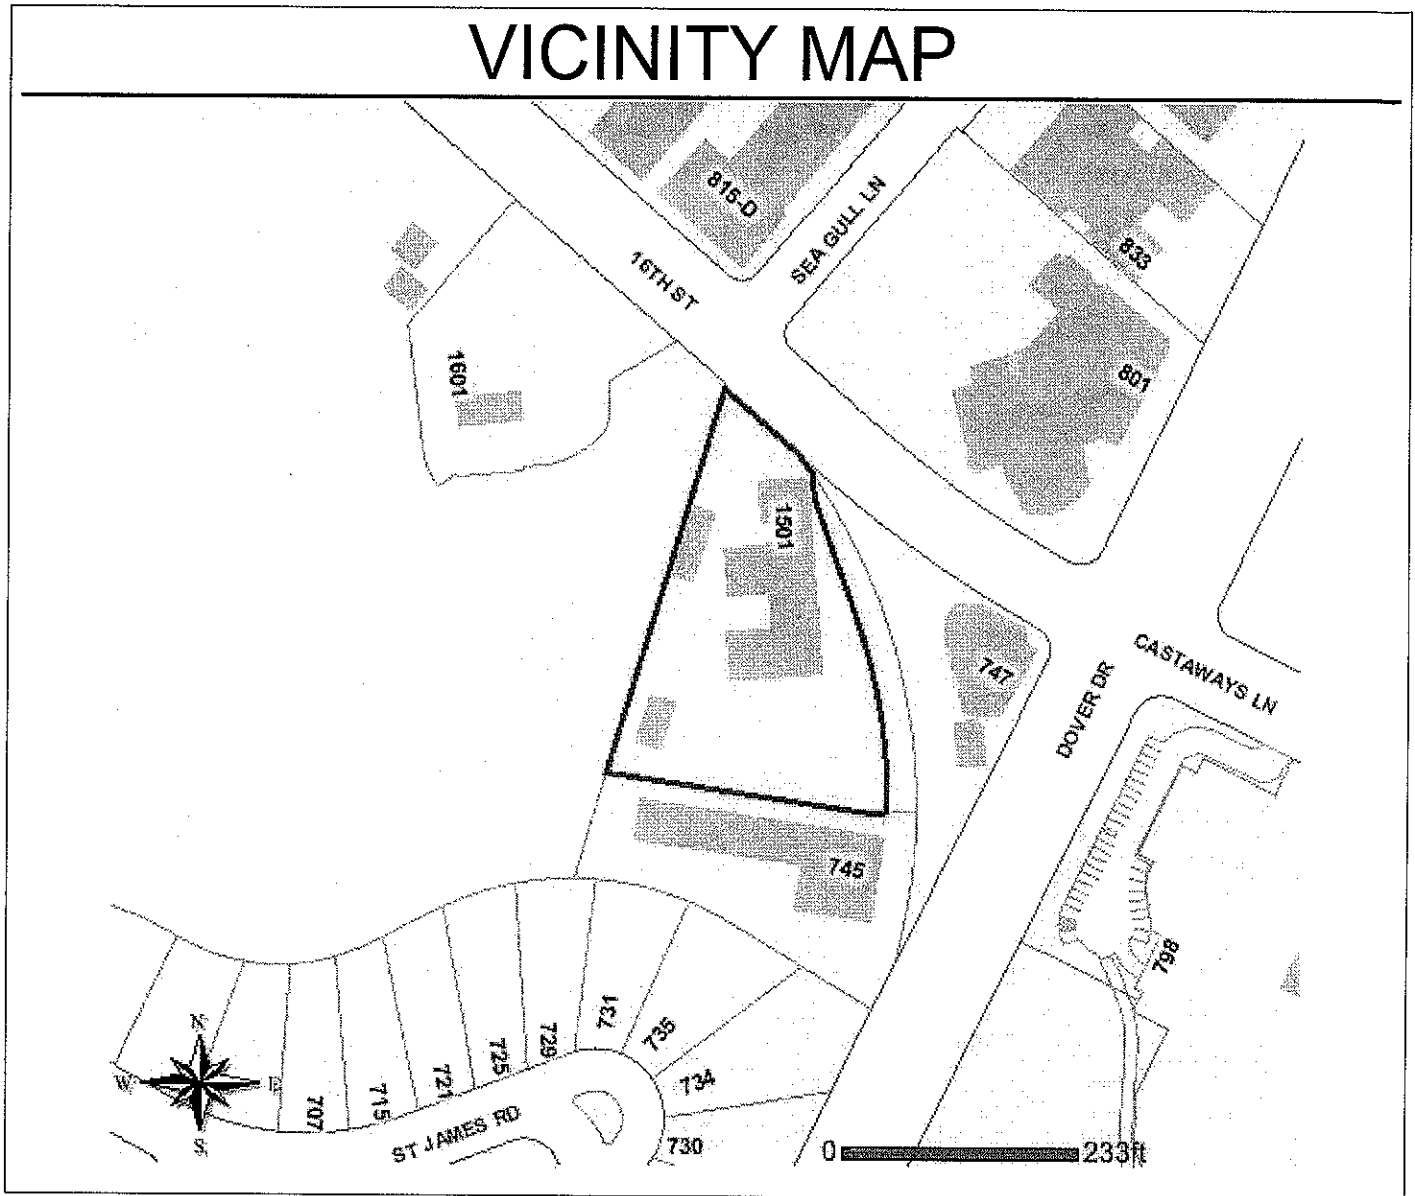 VICINITY MAP
816-D
SEA GULL LN
833
16TH ST
801
1601
1501
747
CASTAWAYS LN
DOVER DR
745
798
731
735
729
725
734
721
715
707
ST JAMES RD
730
N
W
E
S
0
233ft